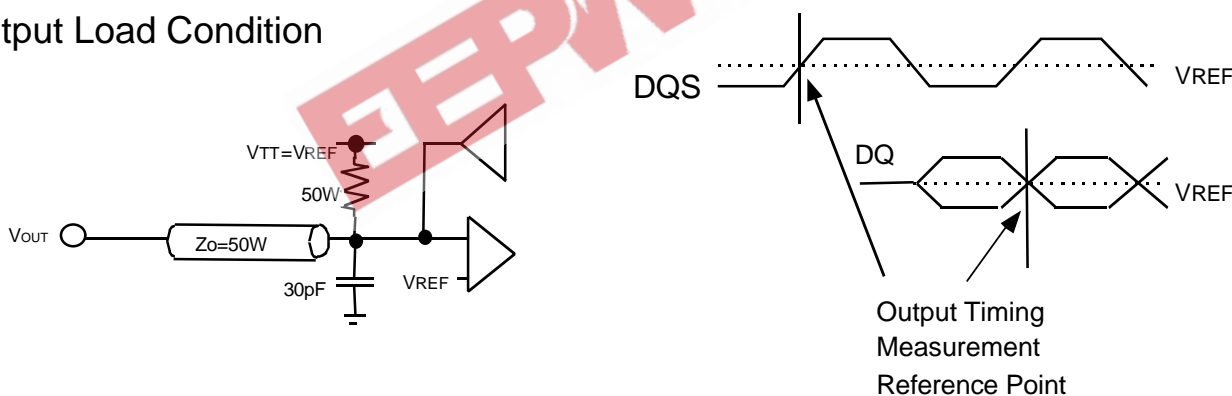 tput Load Condition
VTT=VREF
50W
VOUT
Zo=50W
30pF
VREF
DQS
VREF
DQ
VREF
Output Timing
Measurement
Reference Point